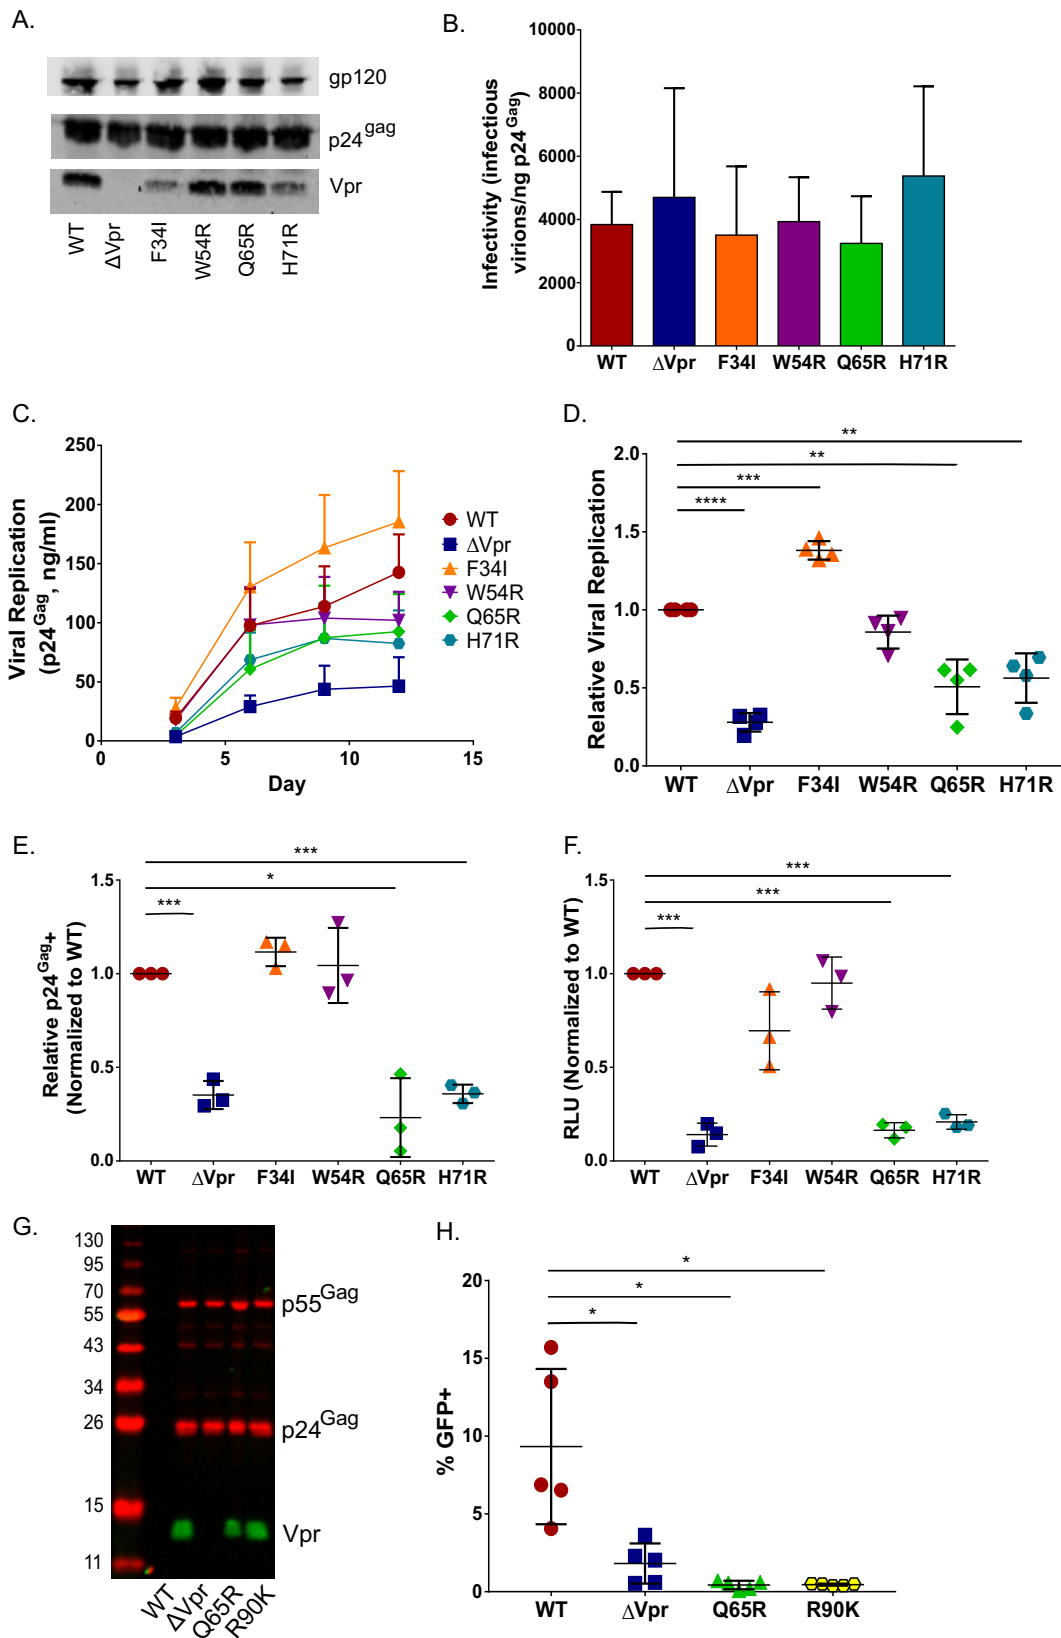 A.
gp120
p24gag
Vpr
WT
ΔVpr
F34I
W54R
Q65R
H71R
B.
Infectivity (infectious
virions/ng p24 Gag)
10000
8000
6000
4000
2000
0
WT
ΔVpr
F34I
W54R
Q65R
H71R
C.
Viral Replication
(p24Gag, ng/ml)
250
200
150
100
50
0
0
5
10
15
Day
WT
ΔVpr
F34I
W54R
Q65R
H71R
D.
Relative Viral Replication
2.0
1.5
1.0
0.5
0.0
**
**
***
****
WT
ΔVpr
F34I
W54R
Q65R
H71R
E.
Relative p24Gag+
(Normalized to WT)
1.5
1.0
0.5
0.0
***
*
***
WT
ΔVpr
F34I
W54R
Q65R
H71R
F.
RLU (Normalized to WT)
1.5
1.0
0.5
0.0
***
***
***
WT
ΔVpr
F34I
W54R
Q65R
H71R
G.
130
95
70
55
43
34
26
15
11
p55Gag
p24Gag
Vpr
WT
ΔVpr
Q65R
R90K
H.
% GFP+
20
15
10
5
0
*
*
*
WT
ΔVpr
Q65R
R90K